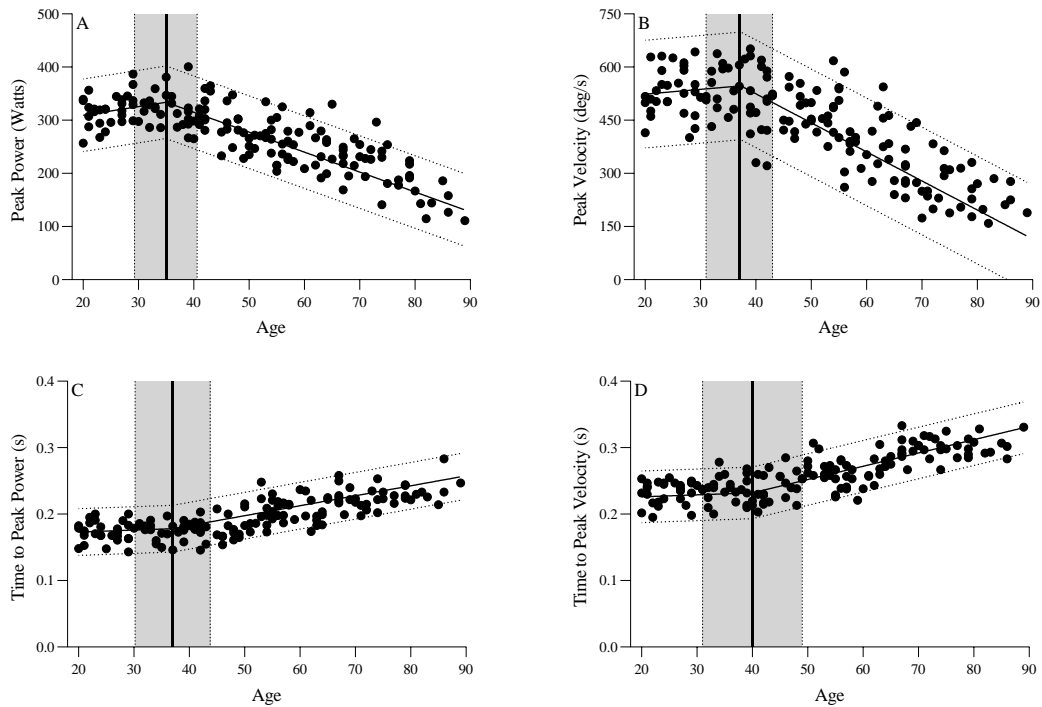 A
Peak Power (Watts)
500
400
300
200
100
0
20 30 40 50 60 70 80 90
Age
B
Peak Velocity (deg/s)
750
600
450
300
150
0
20 30 40 50 60 70 80 90
Age
C
Time to Peak Power (s)
0.4
0.3
0.2
0.1
0.0
20 30 40 50 60 70 80 90
Age
D
Time to Peak Velocity (s)
0.4
0.3
0.2
0.1
0.0
20 30 40 50 60 70 80 90
Age